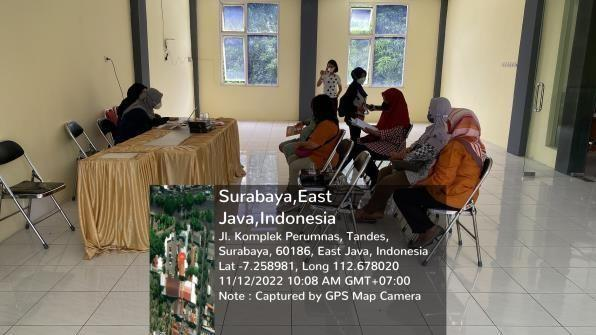 Surabaya,East
Java,Indonesia
Jl. Komplek Perumnas, Tandes,
Surabaya, 60186, East Java, Indonesia
Lat -7.258981, Long 112.678020
11/12/2022 10:08 AM GMT+07:00
Note : Captured by GPS Map Camera